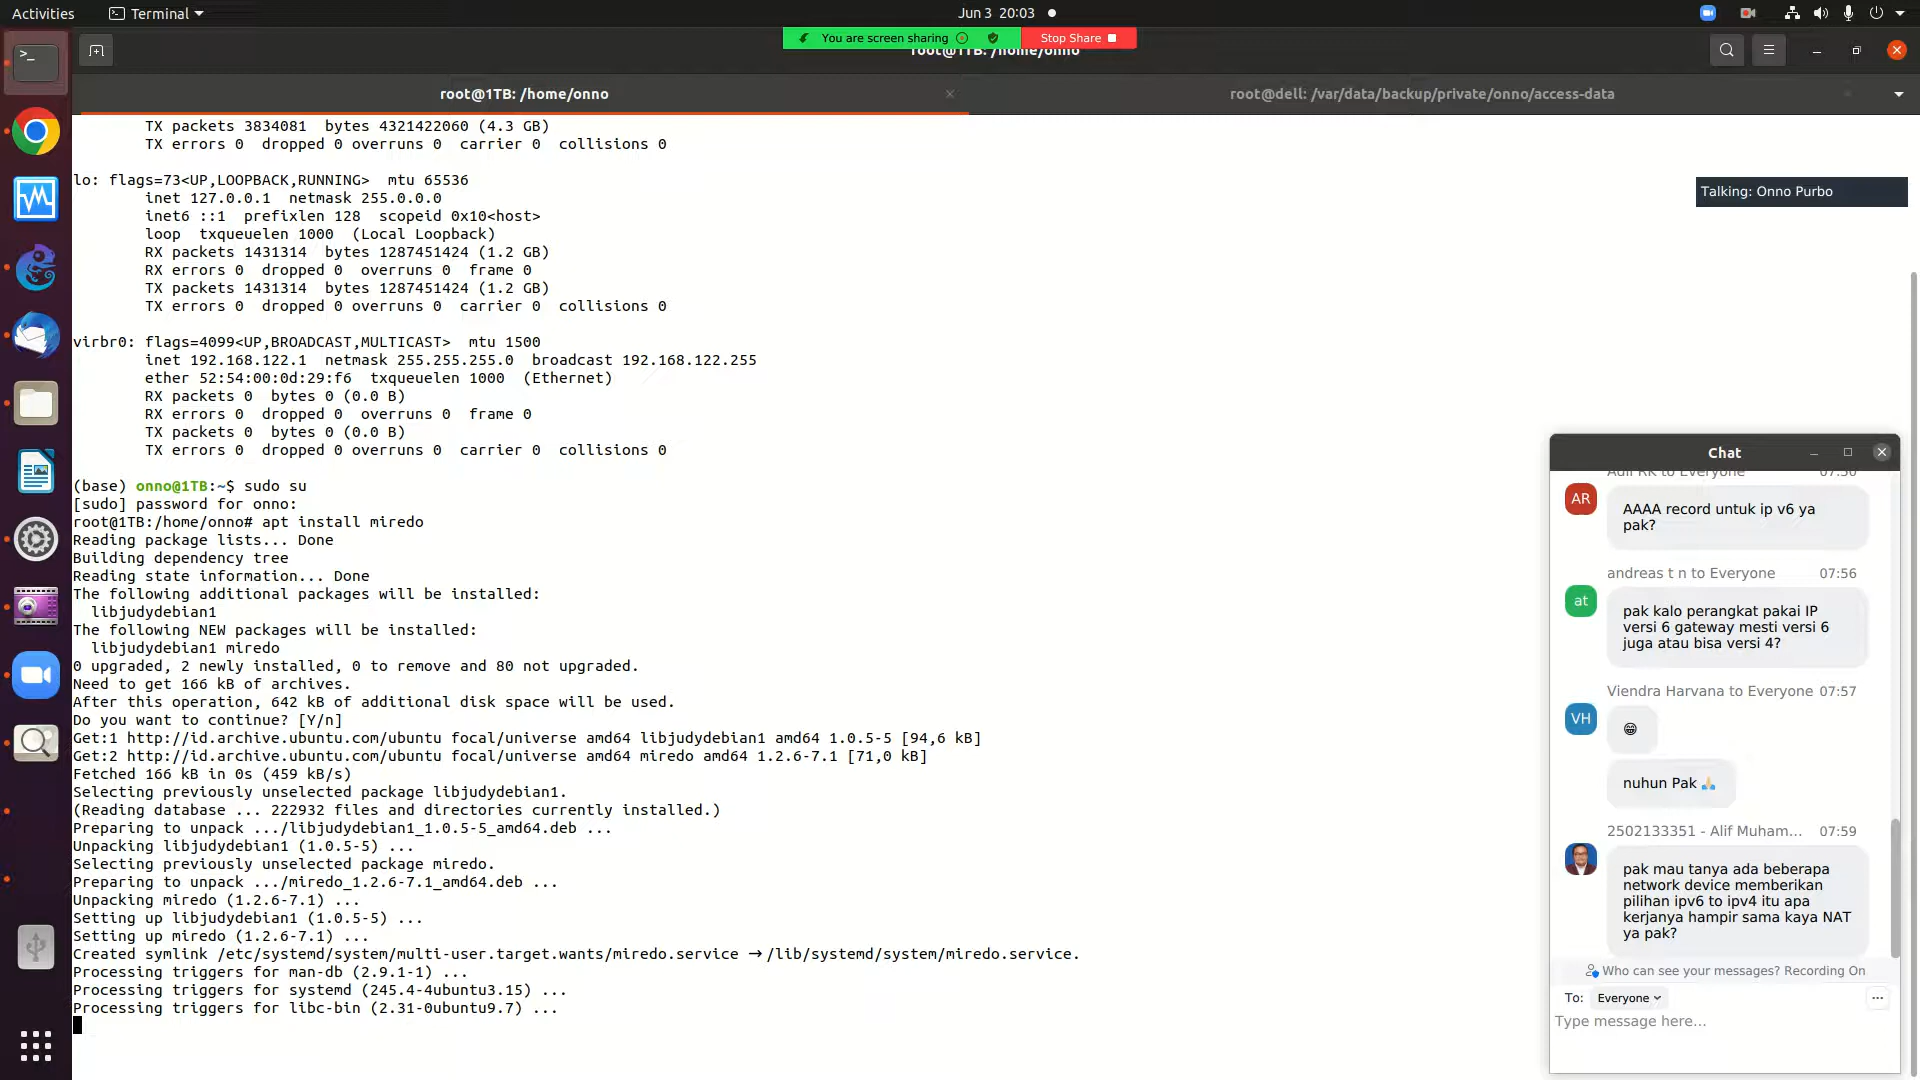 Activities
Terminal
Jun 3 20:03
You are screen sharing
Stop Share
root@1TB: /home/onno
root@1TB: /home/onno
root@dell: /var/data/backup/private/onno/access-data
TX packets 3834081 bytes 4321422060 (4.3 GB)
TX errors 0 dropped 0 overruns 0 carrier 0 collisions 0
lo: flags=73<UP,LOOPBACK,RUNNING> mtu 65536
inet 127.0.0.1 netmask 255.0.0.0
inet6 ::1 prefixlen 128 scopeid 0x10<host>
loop txqueuelen 1000 (Local Loopback)
RX packets 1431314 bytes 1287451424 (1.2 GB)
RX errors 0 dropped 0 overruns 0 frame 0
TX packets 1431314 bytes 1287451424 (1.2 GB)
TX errors 0 dropped 0 overruns 0 carrier 0 collisions 0
virbr0: flags=4099<UP,BROADCAST,MULTICAST> mtu 1500
inet 192.168.122.1 netmask 255.255.255.0 broadcast 192.168.122.255
ether 52:54:00:0d:29:f6 txqueuelen 1000 (Ethernet)
RX packets 0 bytes 0 (0.0 B)
RX errors 0 dropped 0 overruns 0 frame 0
TX packets 0 bytes 0 (0.0 B)
TX errors 0 dropped 0 overruns 0 carrier 0 collisions 0
(base) onno@1TB:~$ sudo su
[sudo] password for onno:
root@1TB:/home/onno# apt install miredo
Reading package lists... Done
Building dependency tree
Reading state information... Done
The following additional packages will be installed:
libjudydebian1
The following NEW packages will be installed:
libjudydebian1 miredo
0 upgraded, 2 newly installed, 0 to remove and 80 not upgraded.
Need to get 166 kB of archives.
After this operation, 642 kB of additional disk space will be used.
Do you want to continue? [Y/n]
Get:1 http://id.archive.ubuntu.com/ubuntu focal/universe amd64 libjudydebian1 amd64 1.0.5-5 [94,6 kB]
Get:2 http://id.archive.ubuntu.com/ubuntu focal/universe amd64 miredo amd64 1.2.6-7.1 [71,0 kB]
Fetched 166 kB in 0s (459 kB/s)
Selecting previously unselected package libjudydebian1.
(Reading database ... 222932 files and directories currently installed.)
Preparing to unpack .../libjudydebian1_1.0.5-5_amd64.deb ...
Unpacking libjudydebian1 (1.0.5-5) ...
Selecting previously unselected package miredo.
Preparing to unpack .../miredo_1.2.6-7.1_amd64.deb ...
Unpacking miredo (1.2.6-7.1) ...
Setting up libjudydebian1 (1.0.5-5) ...
Setting up miredo (1.2.6-7.1) ...
Created symlink /etc/systemd/system/multi-user.target.wants/miredo.service → /lib/systemd/system/miredo.service.
Processing triggers for man-db (2.9.1-1) ...
Processing triggers for systemd (245.4-4ubuntu3.15) ...
Processing triggers for libc-bin (2.31-0ubuntu9.7) ...
Talking: Onno Purbo
Chat
Adif RK to Everyone 07:50
AR
AAAA record untuk ip v6 ya
pak?
andreas t n to Everyone 07:56
at
pak kalo perangkat pakai IP
versi 6 gateway mesti versi 6
juga atau bisa versi 4?
Viendra Harvana to Everyone 07:57
VH
😁
nuhun Pak 🙏
2502133351 - Alif Muham... 07:59
pak mau tanya ada beberapa
network device memberikan
pilihan ipv6 to ipv4 itu apa
kerjanya hampir sama kaya NAT
ya pak?
Who can see your messages? Recording On
To: Everyone
Type message here...